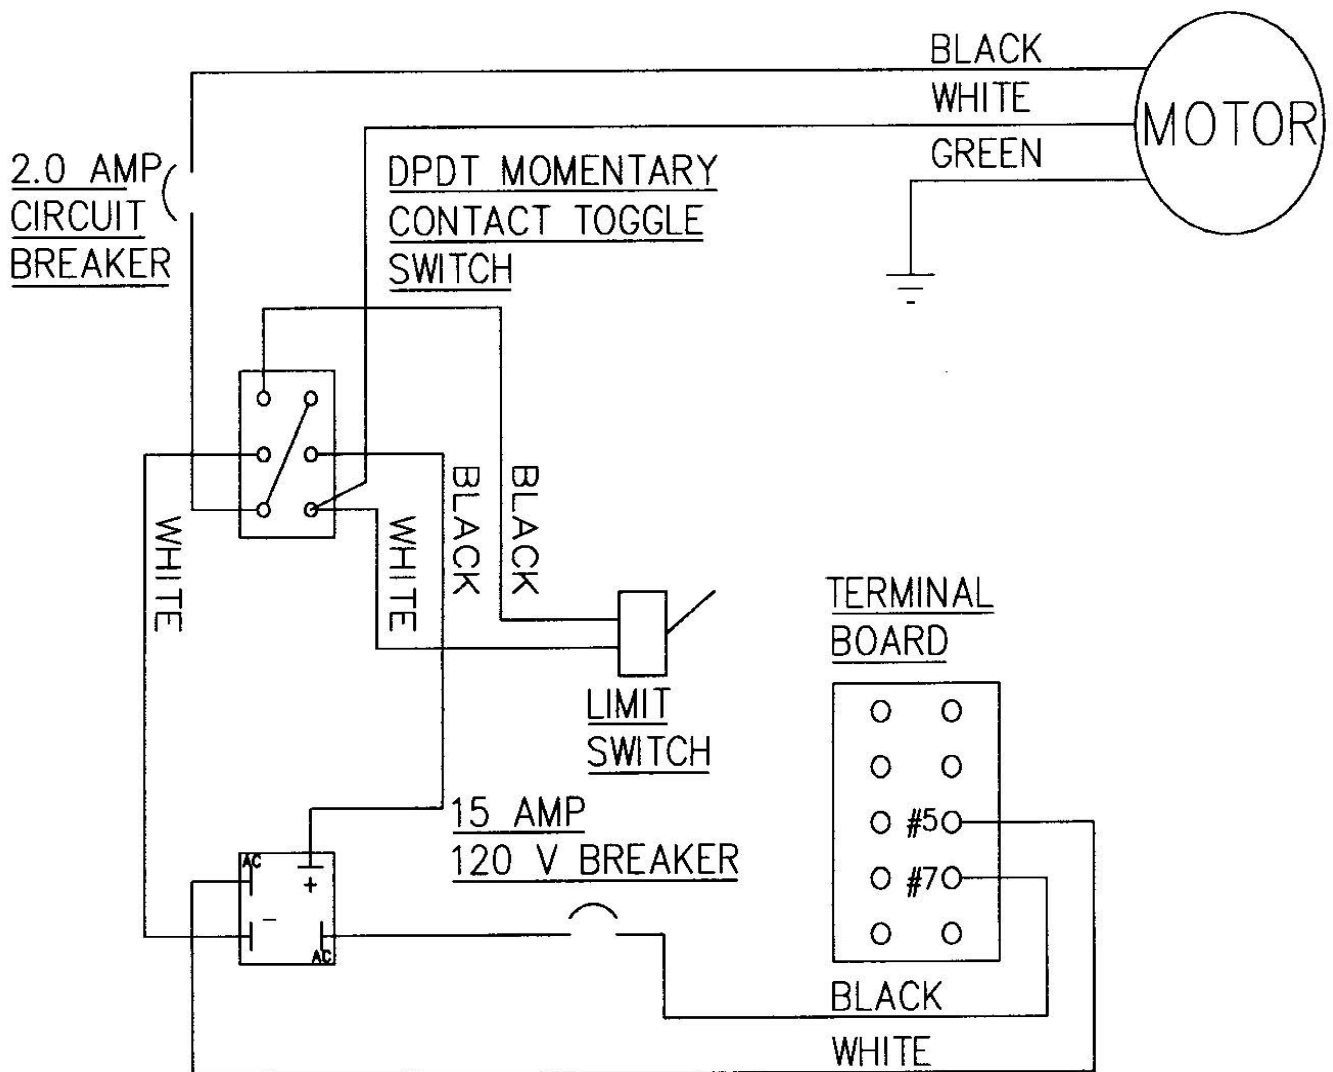 BLACK
WHITE
GREEN
MOTOR
2.0 AMP
CIRCUIT
BREAKER
DPDT MOMENTARY
CONTACT TOGGLE
SWITCH
WHITE
WHITE
BLACK
BLACK
LIMIT
SWITCH
TERMINAL
BOARD
#5
#7
15 AMP
120 V BREAKER
AC
+
−
AC
BLACK
WHITE